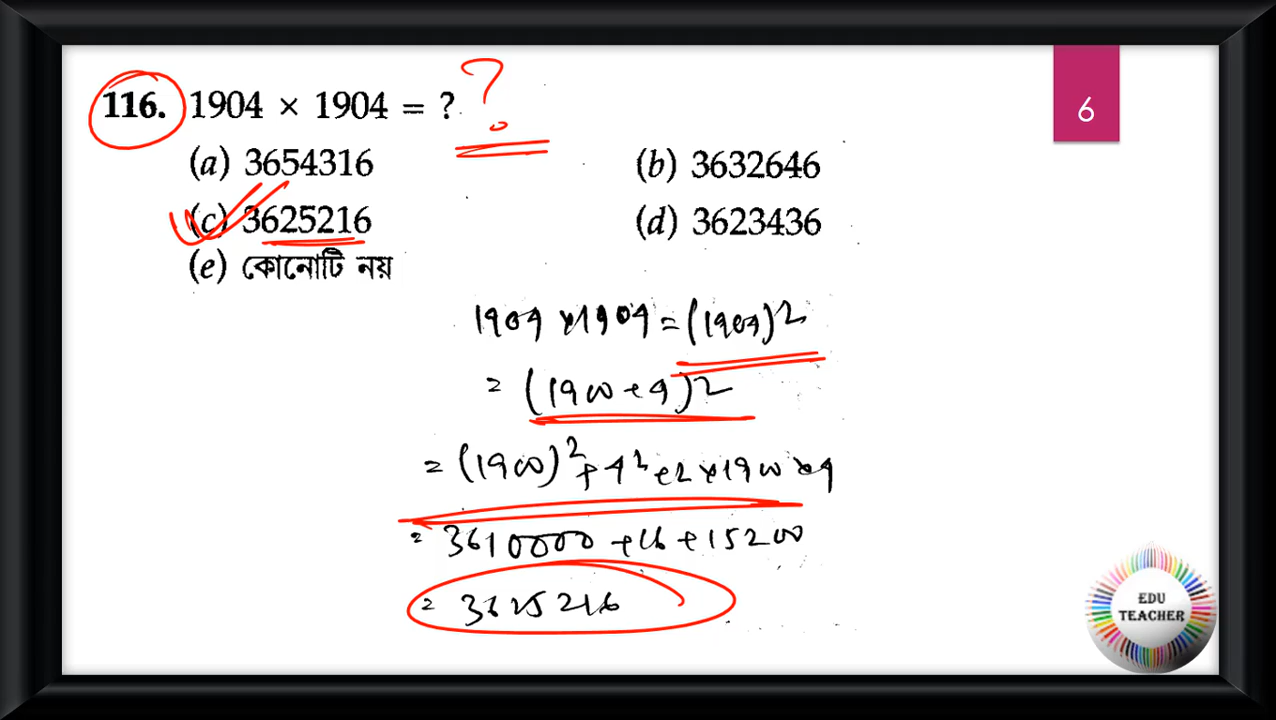 6
116. 1904 × 1904 = ? ?
(a) 3654316 (b) 3632646
(c) 3625216 (d) 3623436
(e) কোনোটি নয়
1904 × 1904 = (1904)²
= (1900 + 4)²
= (1900)² + 4² + 2 × 1900 × 4
= 3610000 + 16 + 15200
= 3625216
EDU
TEACHER